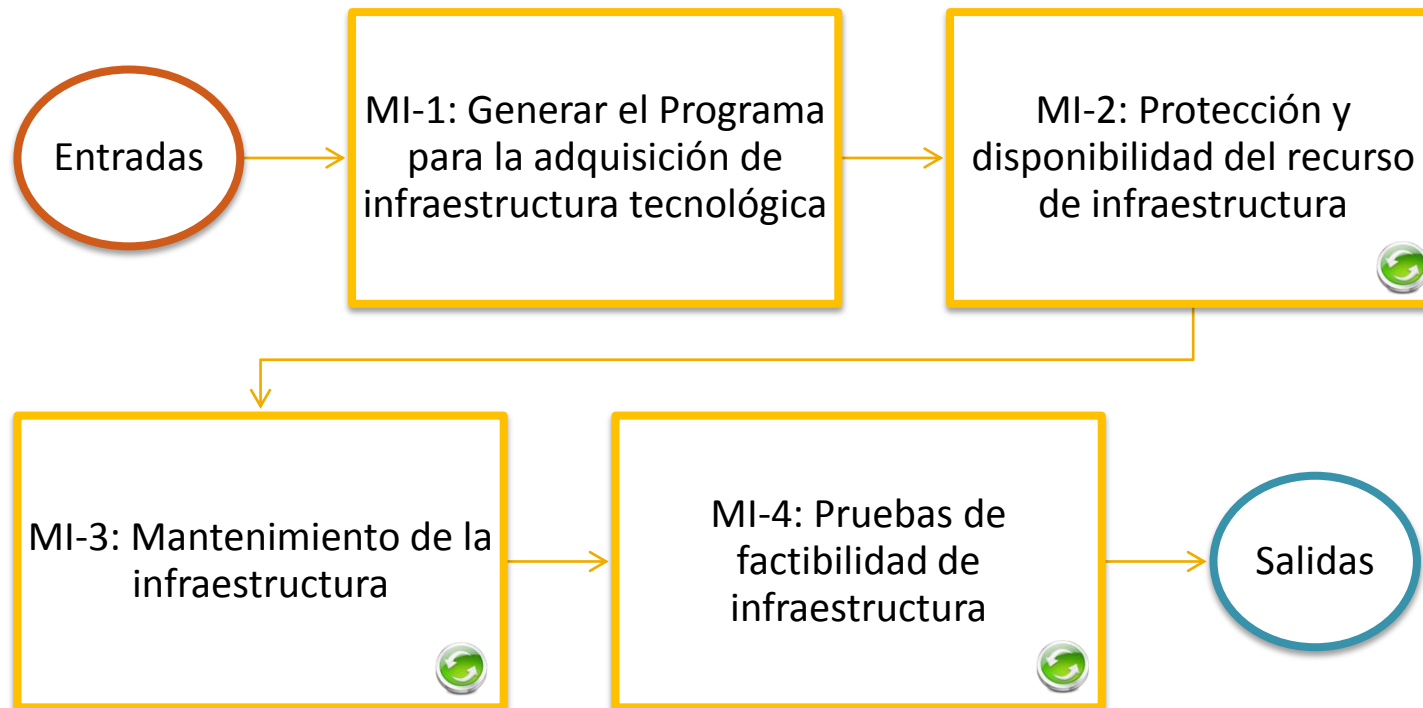 Entradas
MI-1: Generar el Programa
para la adquisición de
infraestructura tecnológica
MI-2: Protección y
disponibilidad del recurso
de infraestructura
MI-3: Mantenimiento de la
infraestructura
MI-4: Pruebas de
factibilidad de
infraestructura
Salidas